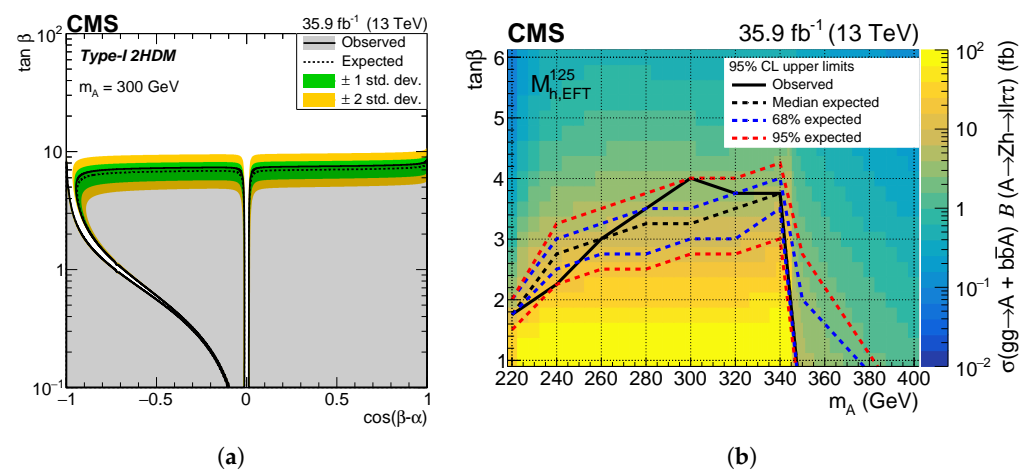 CMS 35.9 fb⁻¹ (13 TeV)
tan β
10²
10
1
10⁻¹
Type-I 2HDM
m_A = 300 GeV
Observed
Expected
± 1 std. dev.
± 2 std. dev.
−1 −0.5 0 0.5 1
cos(β-α)
(a)
CMS 35.9 fb⁻¹ (13 TeV)
tanβ
6
5
4
3
2
1
M¹²⁵h,EFT
95% CL upper limits
Observed
Median expected
68% expected
95% expected
220 240 260 280 300 320 340 360 380 400
m_A (GeV)
10²
10
1
10⁻¹
10⁻²
σ(gg→A + bb̄A) B (A→Zh→llττ) (fb)
(b)